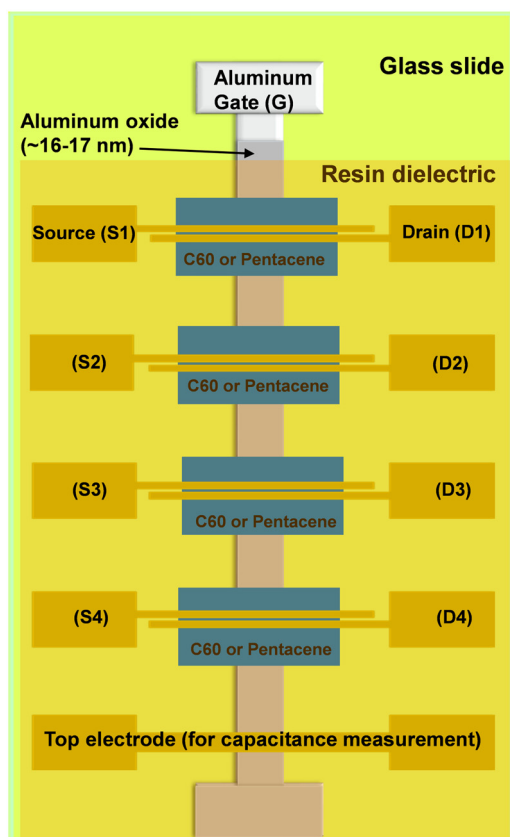 Glass slide
Aluminum
Gate (G)
Aluminum oxide
(~16-17 nm)
Resin dielectric
Source (S1)
Drain (D1)
C60 or Pentacene
(S2)
(D2)
C60 or Pentacene
(S3)
(D3)
C60 or Pentacene
(S4)
(D4)
C60 or Pentacene
Top electrode (for capacitance measurement)